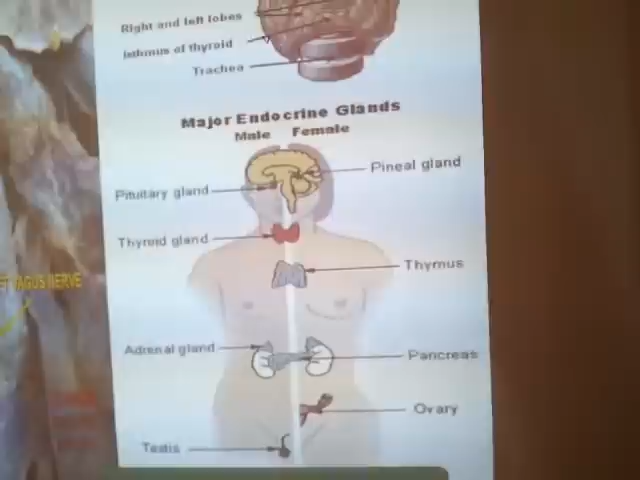 Right and left lobes
Isthmus of thyroid
Trachea
Major Endocrine Glands
Male Female
Pineal gland
Pituitary gland
Thyroid gland
Thymus
Adrenal gland
Pancreas
Ovary
Testis
VAGUS NERVE